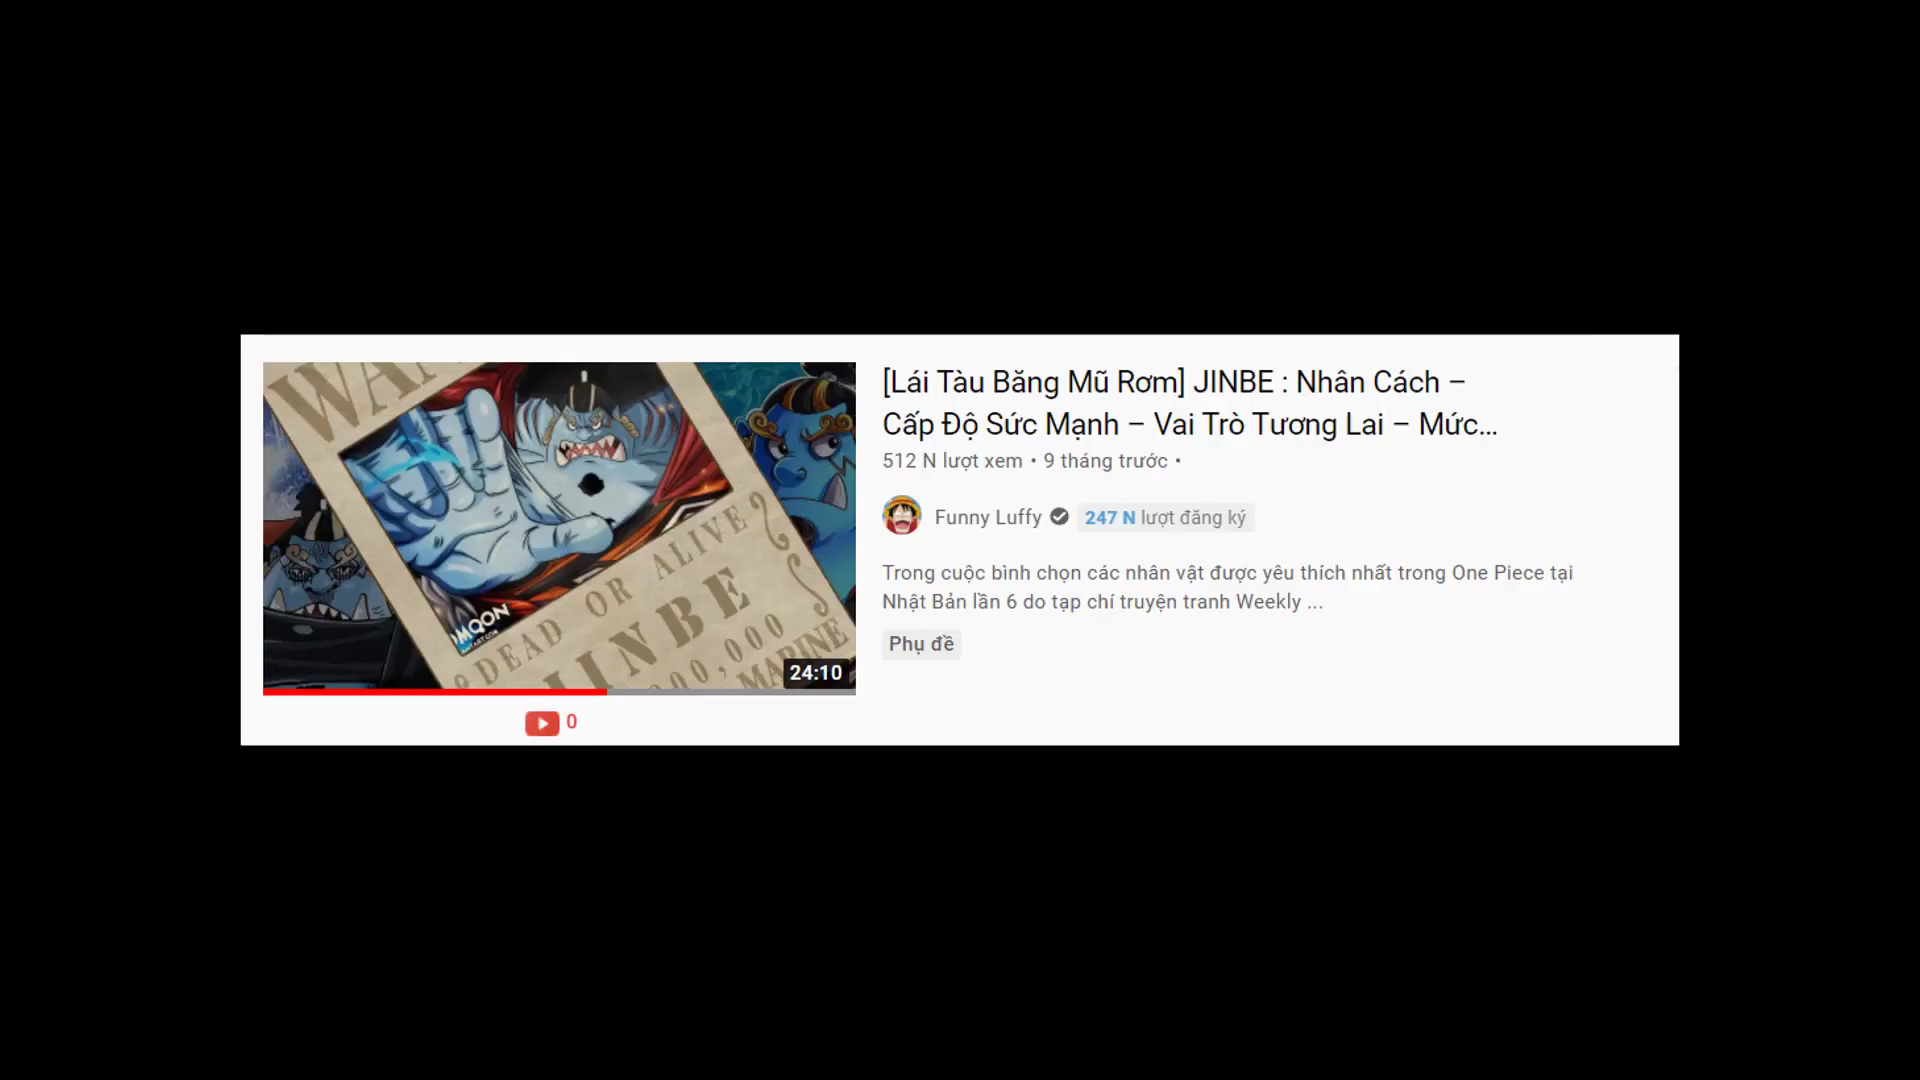 [Lái Tàu Băng Mũ Rơm] JINBE : Nhân Cách –
Cấp Độ Sức Mạnh – Vai Trò Tương Lai – Mức...
512 N lượt xem • 9 tháng trước •
Funny Luffy 247 N lượt đăng ký
Trong cuộc bình chọn các nhân vật được yêu thích nhất trong One Piece tại
Nhật Bản lần 6 do tạp chí truyện tranh Weekly ...
Phụ đề
DEAD OR ALIVE
JINBE
000,000
MARINE
24:10
0